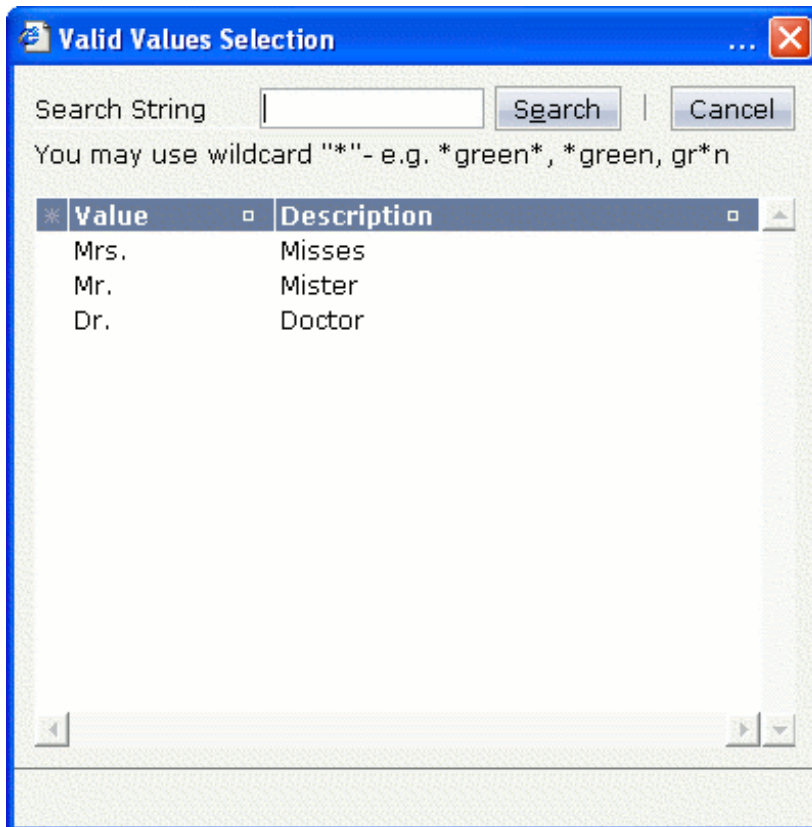 Valid Values Selection ...
Search String Search | Cancel
You may use wildcard "*"- e.g. *green*, *green, gr*n
Value Description
Mrs. Misses
Mr. Mister
Dr. Doctor